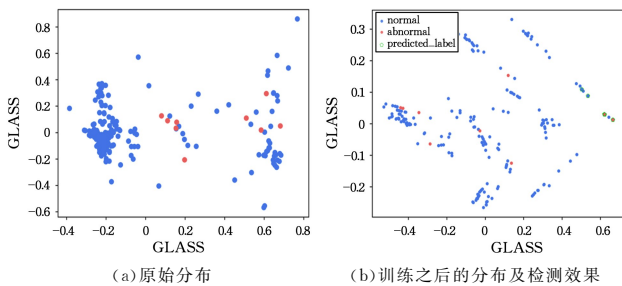 0.8
0.6
0.4
0.2
0
−0.2
−0.4
−0.6
GLASS
−0.4 −0.2 0 0.2 0.4 0.6 0.8
GLASS
(a)原始分布
normal
abnormal
predicted_label
0.3
0.2
0.1
0
−0.1
−0.2
GLASS
−0.4 −0.2 0 0.2 0.4 0.6
GLASS
(b)训练之后的分布及检测效果